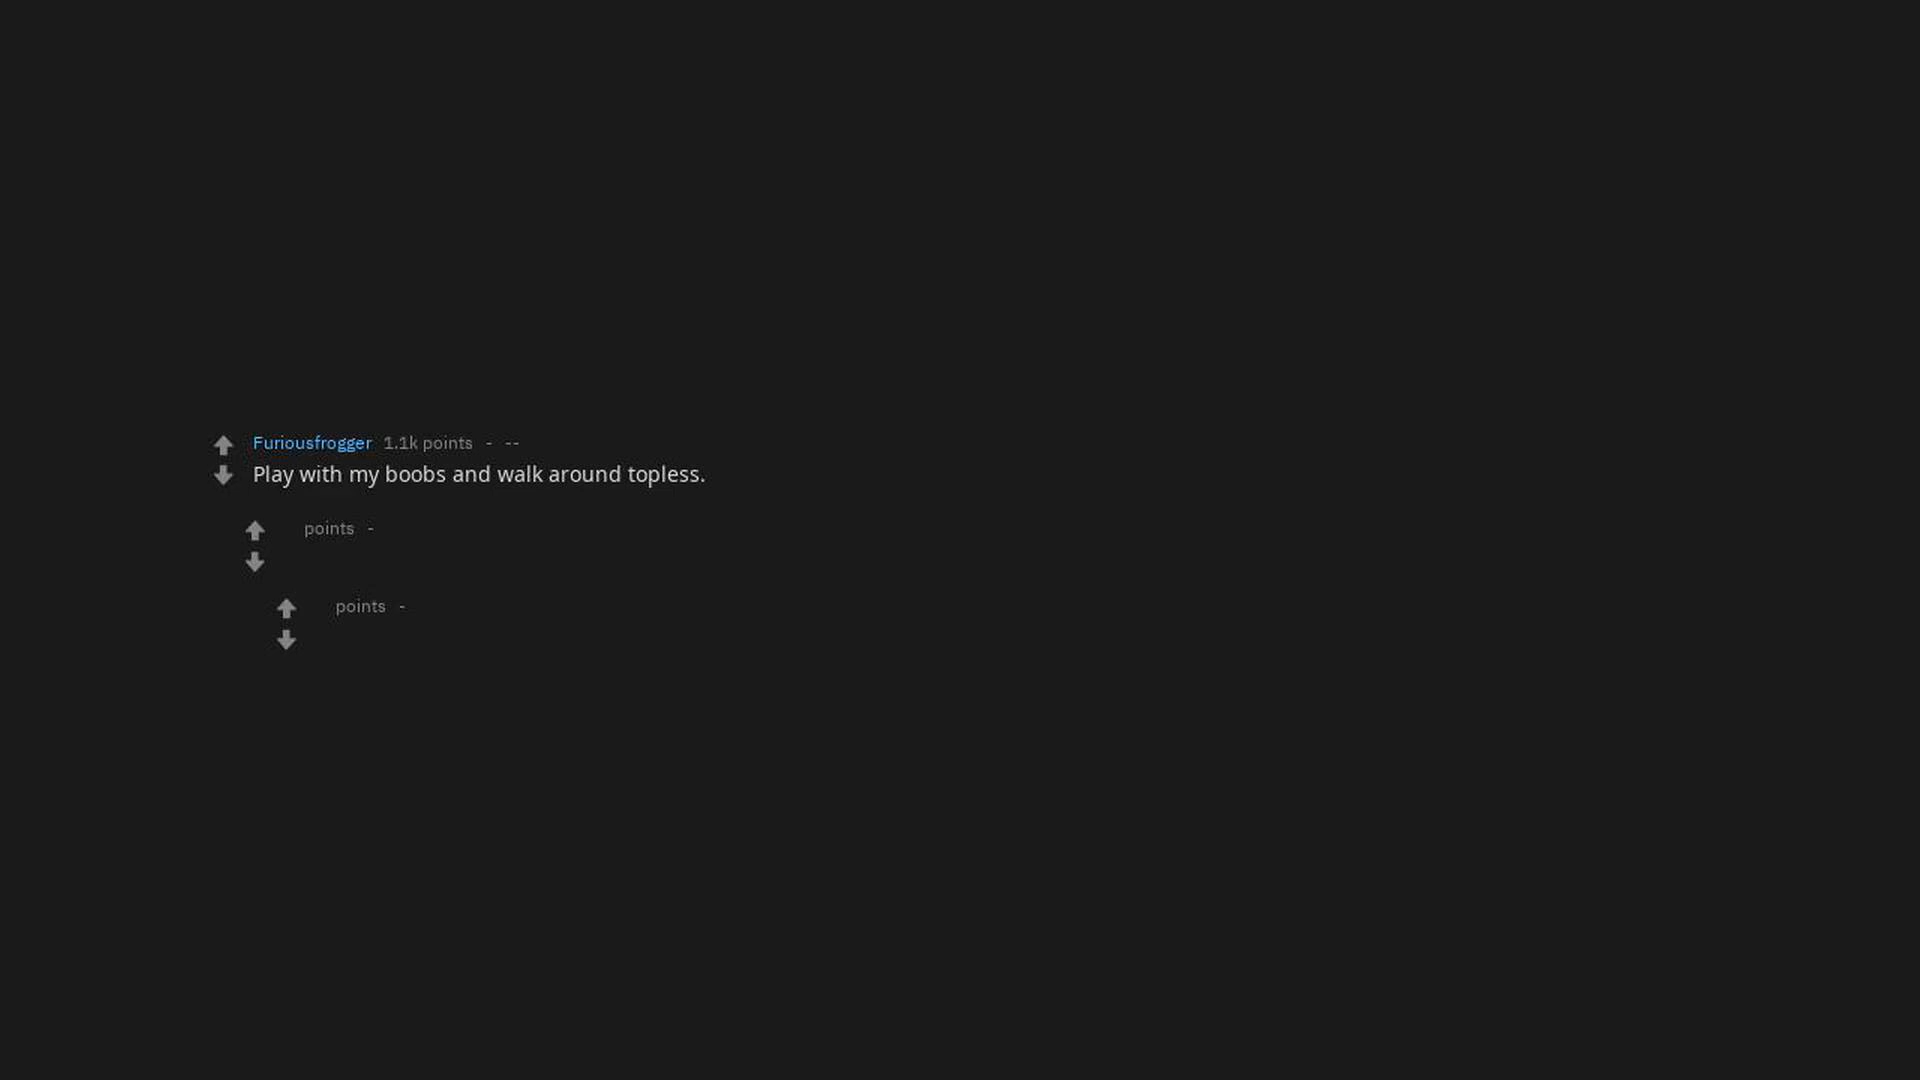 Furiousfrogger 1.1k points - --
Play with my boobs and walk around topless.
points -
points -